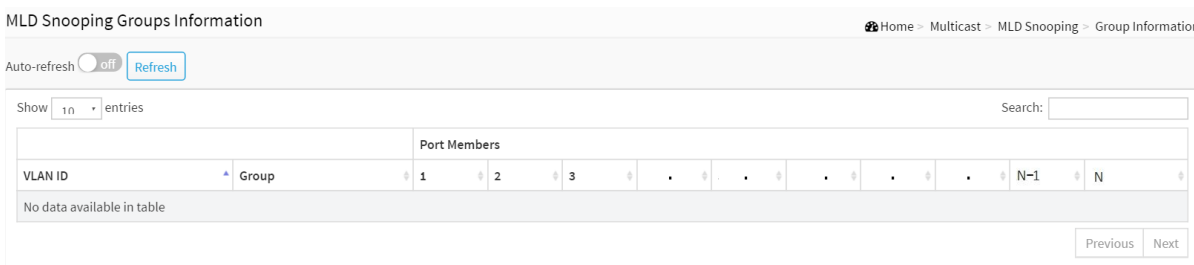 MLD Snooping Groups Information
Home > Multicast > MLD Snooping > Group Information
Auto-refresh off Refresh
Show 10 entries Search:
Port Members
VLAN ID Group 1 2 3 . . . . . N-1 N
No data available in table
Previous Next